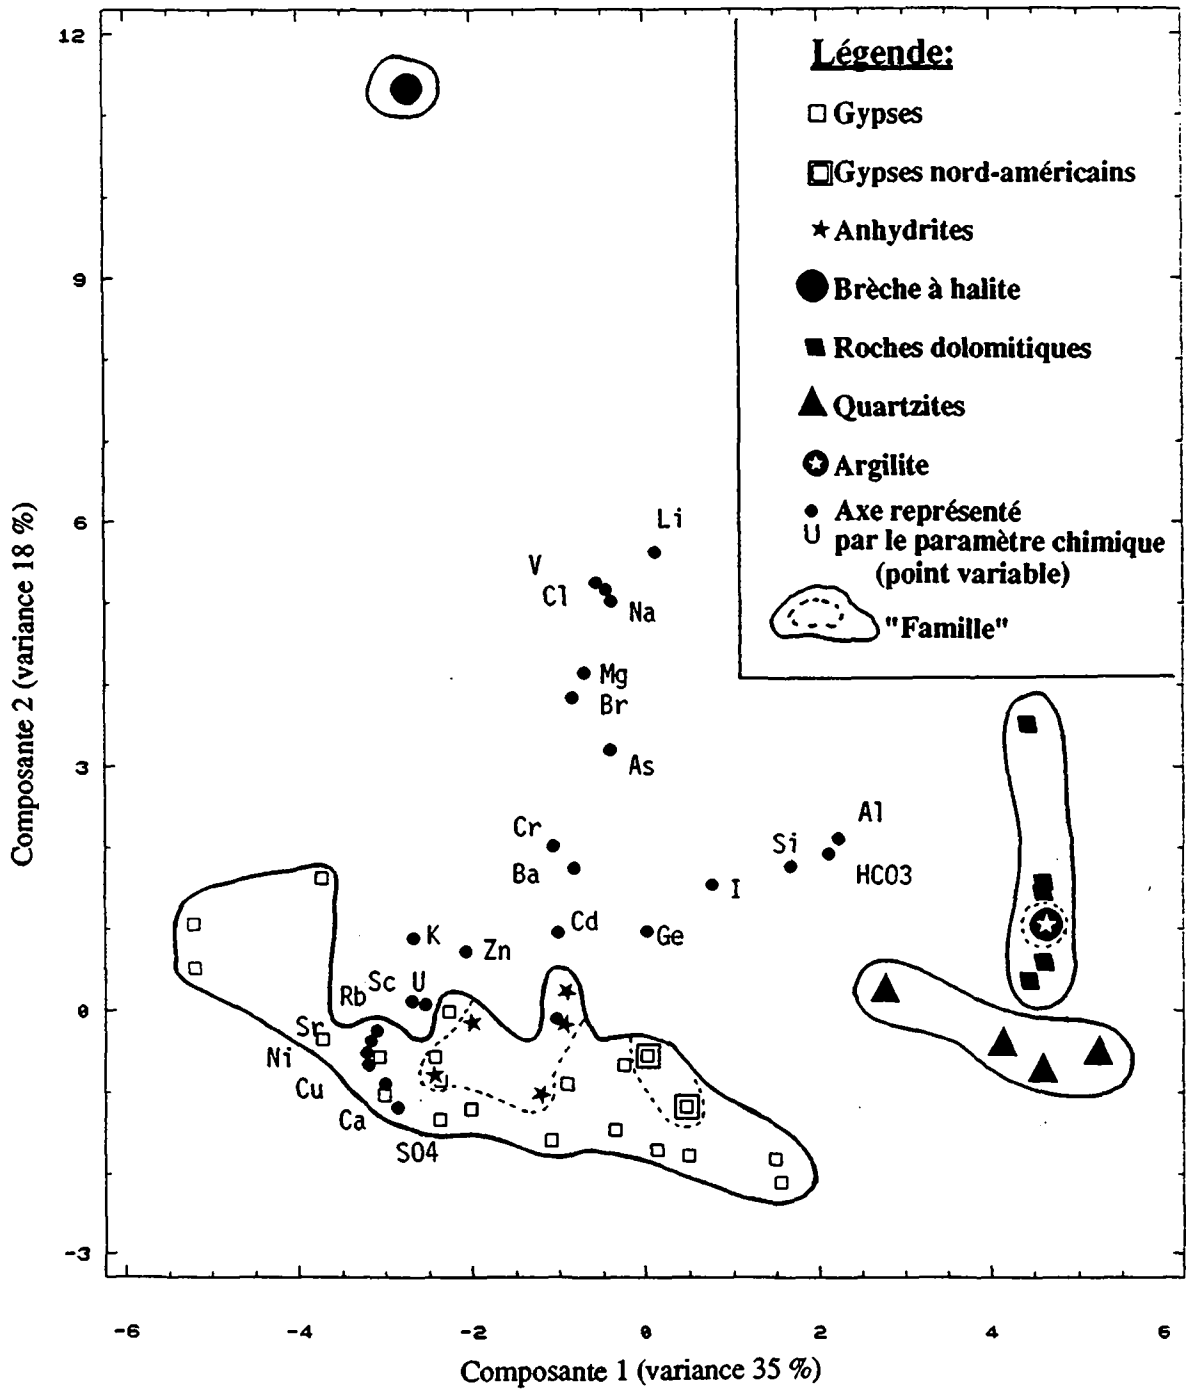 12
9
6
3
0
-3
Composante 2 (variance 18 %)
Légende:
Gypses
Gypses nord-américains
Anhydrites
Brèche à halite
Roches dolomitiques
Quartzites
Argilite
Axe représenté
U par le paramètre chimique
(point variable)
"Famille"
Li
V
Cl
Na
Mg
Br
As
Al
Cr
Si
Ba
HCO3
I
Cd
K
Ge
Zn
Sc U
Rb
Sr
Ni
Cu
Ca
SO4
-6 -4 -2 0 2 4 6
Composante 1 (variance 35 %)